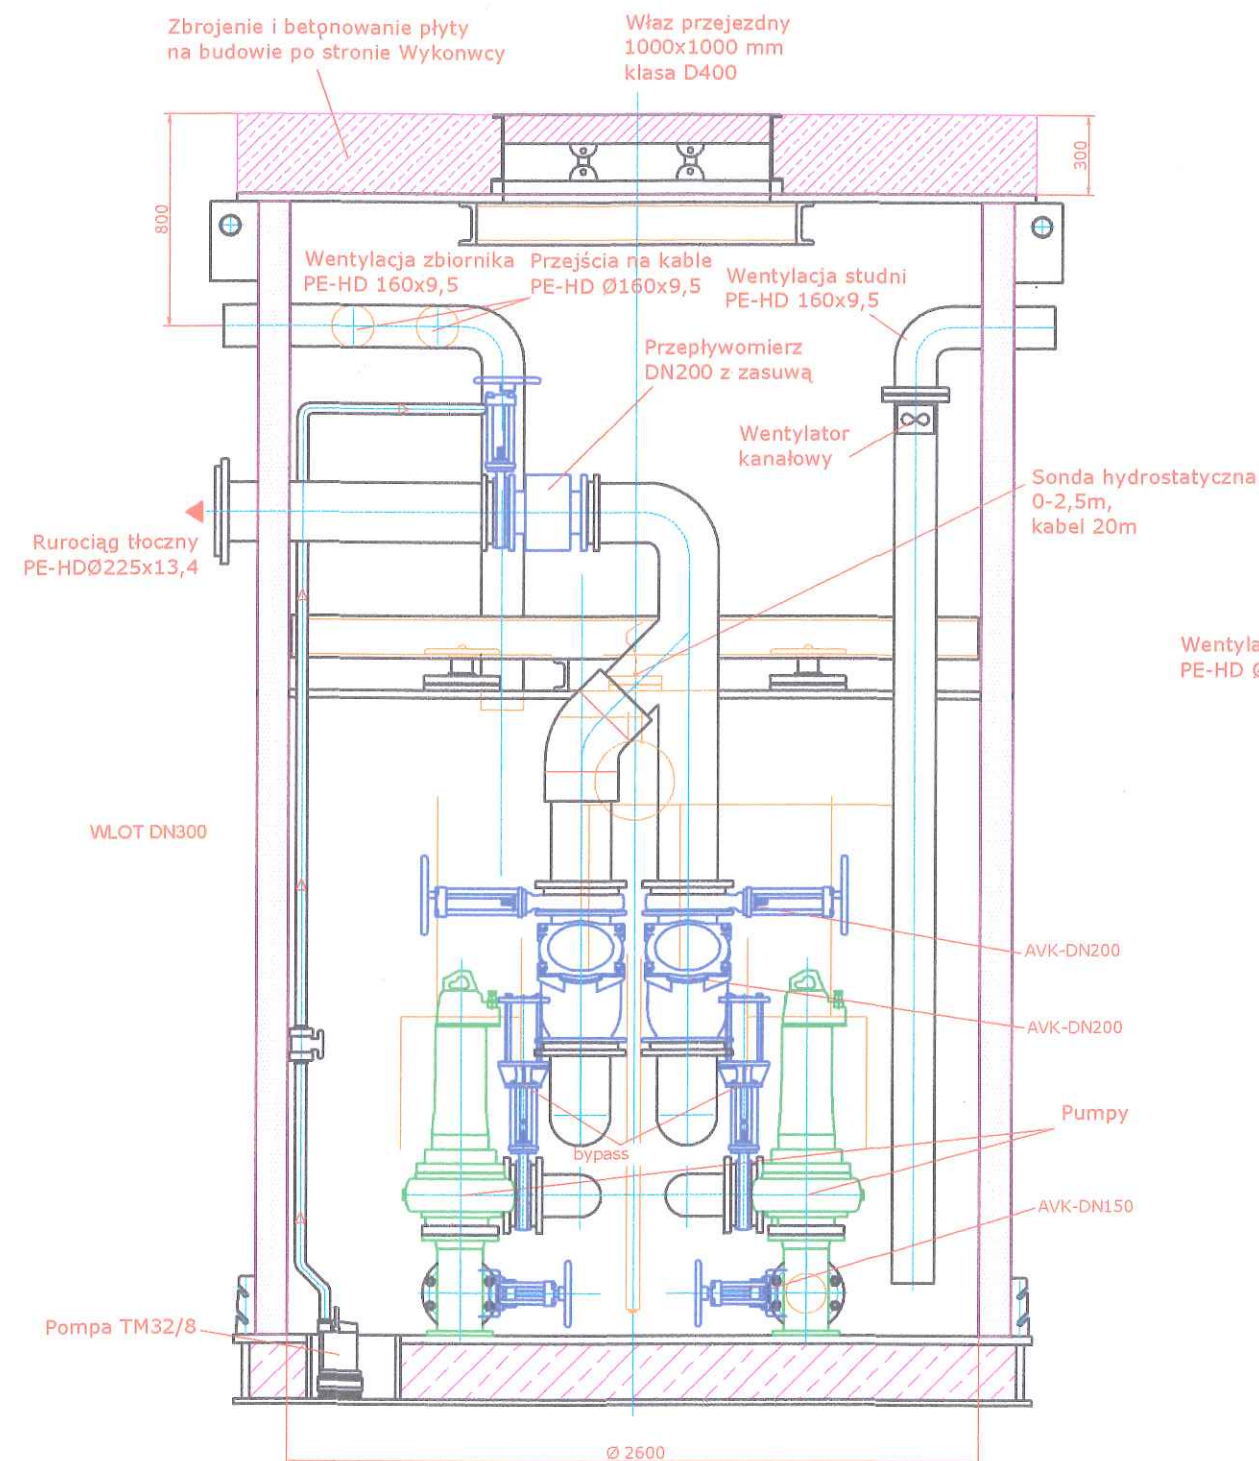 Zbrojenie i betonowanie płyty
na budowie po stronie Wykonwcy
Właz przejezdny
1000x1000 mm
klasa D400
300
800
Wentylacja zbiornika
PE-HD 160x9,5
Przejścia na kable
PE-HD Ø160x9,5
Wentylacja studni
PE-HD 160x9,5
Przepływomierz
DN200 z zasuwą
Wentylator
kanałowy
Sonda hydrostatyczna
0-2,5m,
kabel 20m
Rurociąg tłoczny
PE-HDØ225x13,4
PE-HD
WLOT DN300
AVK-DN200
AVK-DN200
Pumpy
bypass
AVK-DN150
Pompa TM32/8
Ø 2600